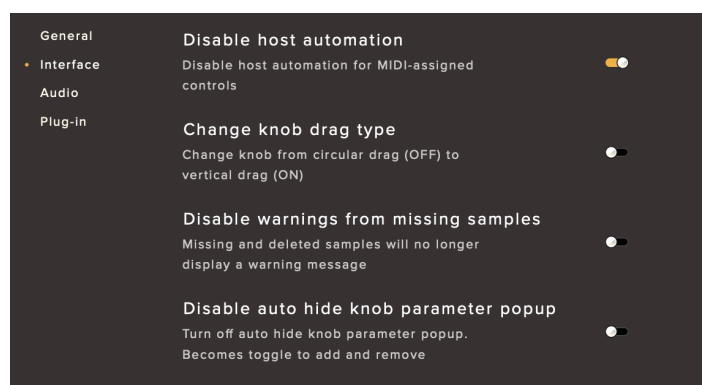 General
Interface
Audio
Plug-in
Disable host automation
Disable host automation for MIDI-assigned
controls
Change knob drag type
Change knob from circular drag (OFF) to
vertical drag (ON)
Disable warnings from missing samples
Missing and deleted samples will no longer
display a warning message
Disable auto hide knob parameter popup
Turn off auto hide knob parameter popup.
Becomes toggle to add and remove